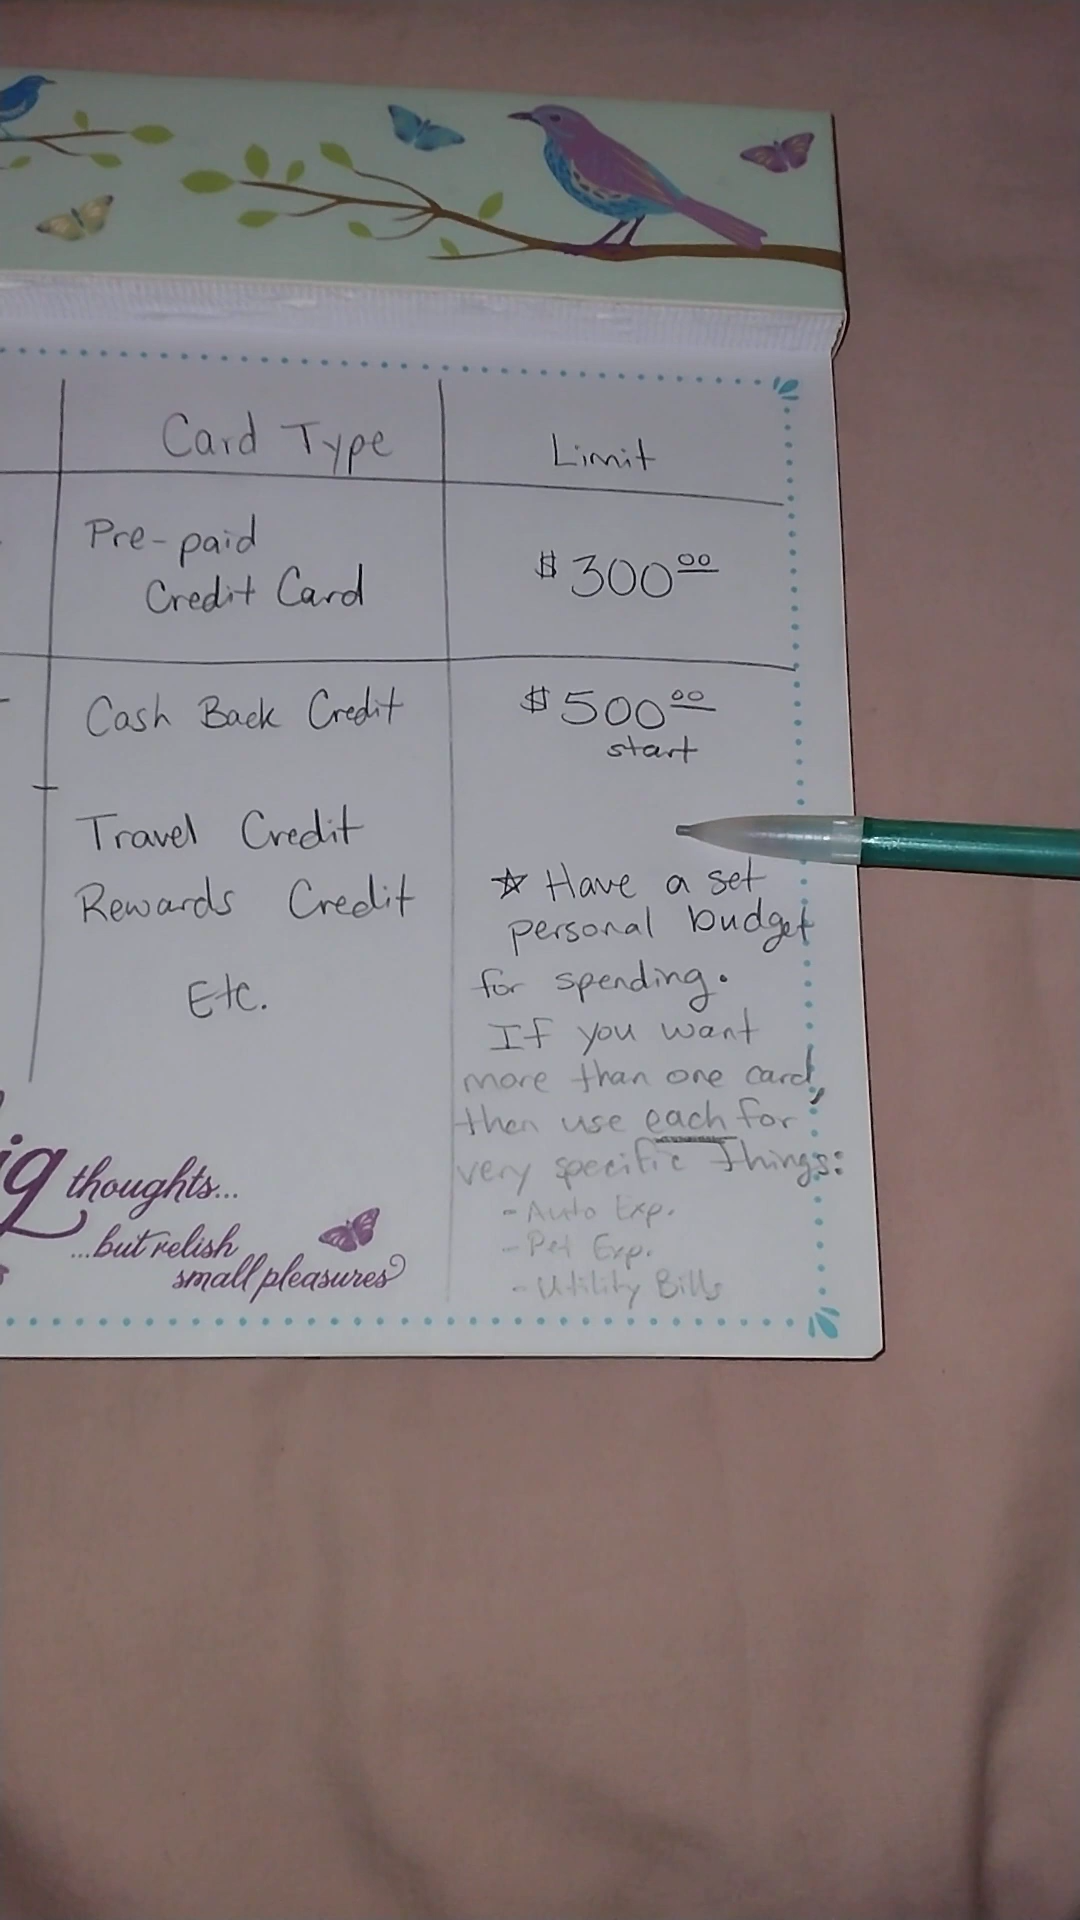 Card Type
Limit
Pre-paid
Credit Card
$300.00
Cash Back Credit
$500.00
start
Travel Credit
Rewards Credit
Etc.
☆ Have a set
personal budget
for spending.
If you want
more than one card,
then use each for
very specific things:
- Auto Exp.
- Pet Exp.
- Utility Bills
thoughts...
...but relish
small pleasures